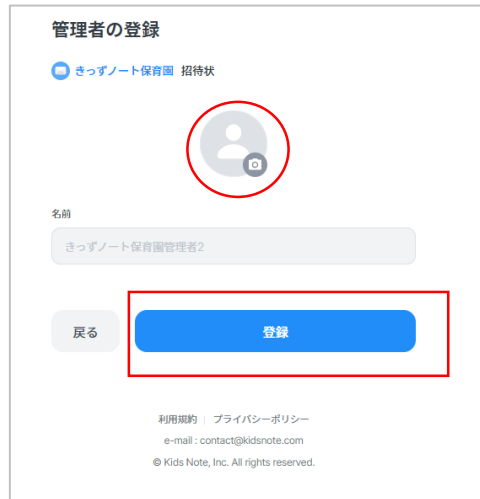 管理者の登録
きっずノート保育園 招待状
名前
きっずノート保育園管理者2
戻る
登録
利用規約 | プライバシーポリシー
e-mail : contact@kidsnote.com
© Kids Note, Inc. All rights reserved.